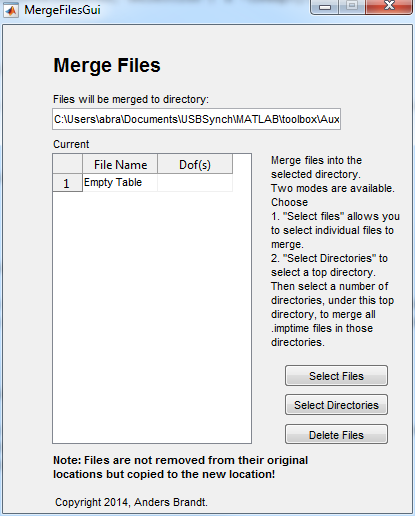 MergeFilesGui
Merge Files
Files will be merged to directory:
C:\Users\abra\Documents\USBSynch\MATLAB\toolbox\Aux
Current
File Name Dof(s)
1 Empty Table
Merge files into the
selected directory.
Two modes are available.
Choose
1. "Select files" allows you
to select individual files to
merge.
2. "Select Directories" to
select a top directory.
Then select a number of
directories, under this top
directory, to merge all
.imptime files in those
directories.
Select Files
Select Directories
Delete Files
Note: Files are not removed from their original
locations but copied to the new location!
Copyright 2014, Anders Brandt.